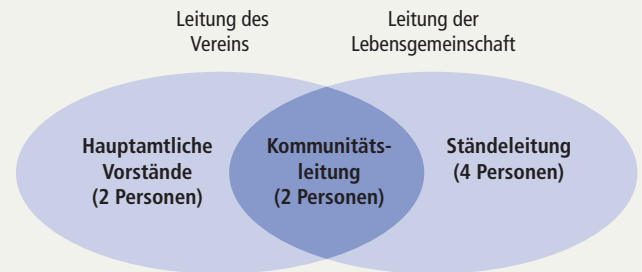 Leitung des
Vereins
Leitung der
Lebensgemeinschaft
Hauptamtliche
Vorstände
(2 Personen)
Kommunitäts-
leitung
(2 Personen)
Ständeleitung
(4 Personen)